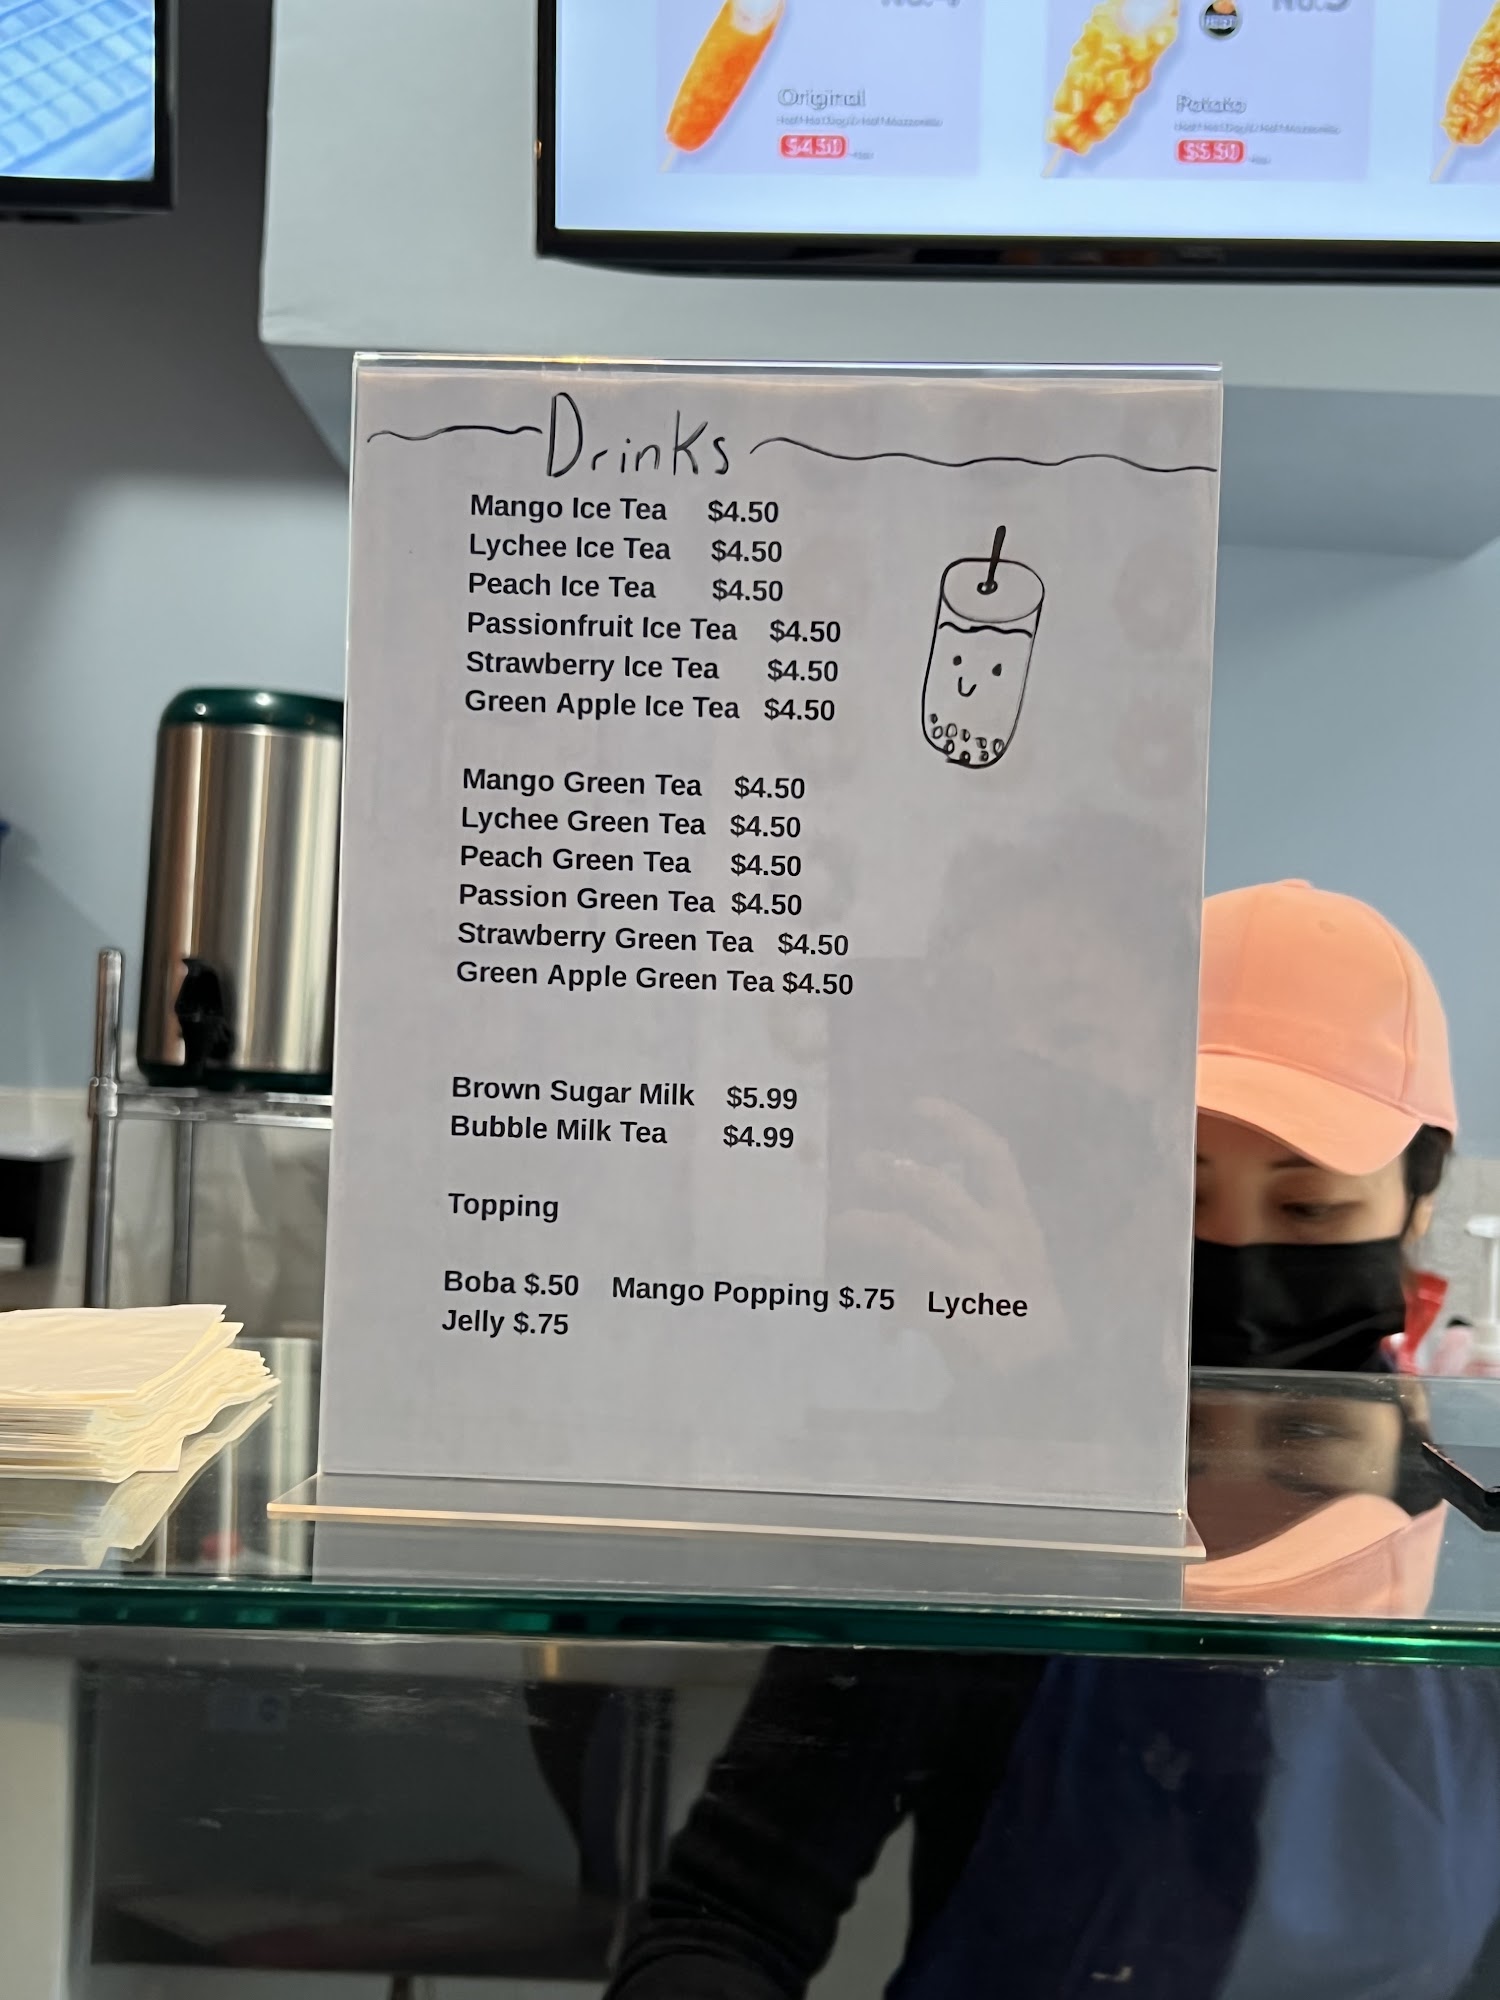 Original
$4.50
Potato
$5.50
Drinks
Mango Ice Tea $4.50
Lychee Ice Tea $4.50
Peach Ice Tea $4.50
Passionfruit Ice Tea $4.50
Strawberry Ice Tea $4.50
Green Apple Ice Tea $4.50
Mango Green Tea $4.50
Lychee Green Tea $4.50
Peach Green Tea $4.50
Passion Green Tea $4.50
Strawberry Green Tea $4.50
Green Apple Green Tea $4.50
Brown Sugar Milk $5.99
Bubble Milk Tea $4.99
Topping
Boba $.50 Mango Popping $.75 Lychee
Jelly $.75